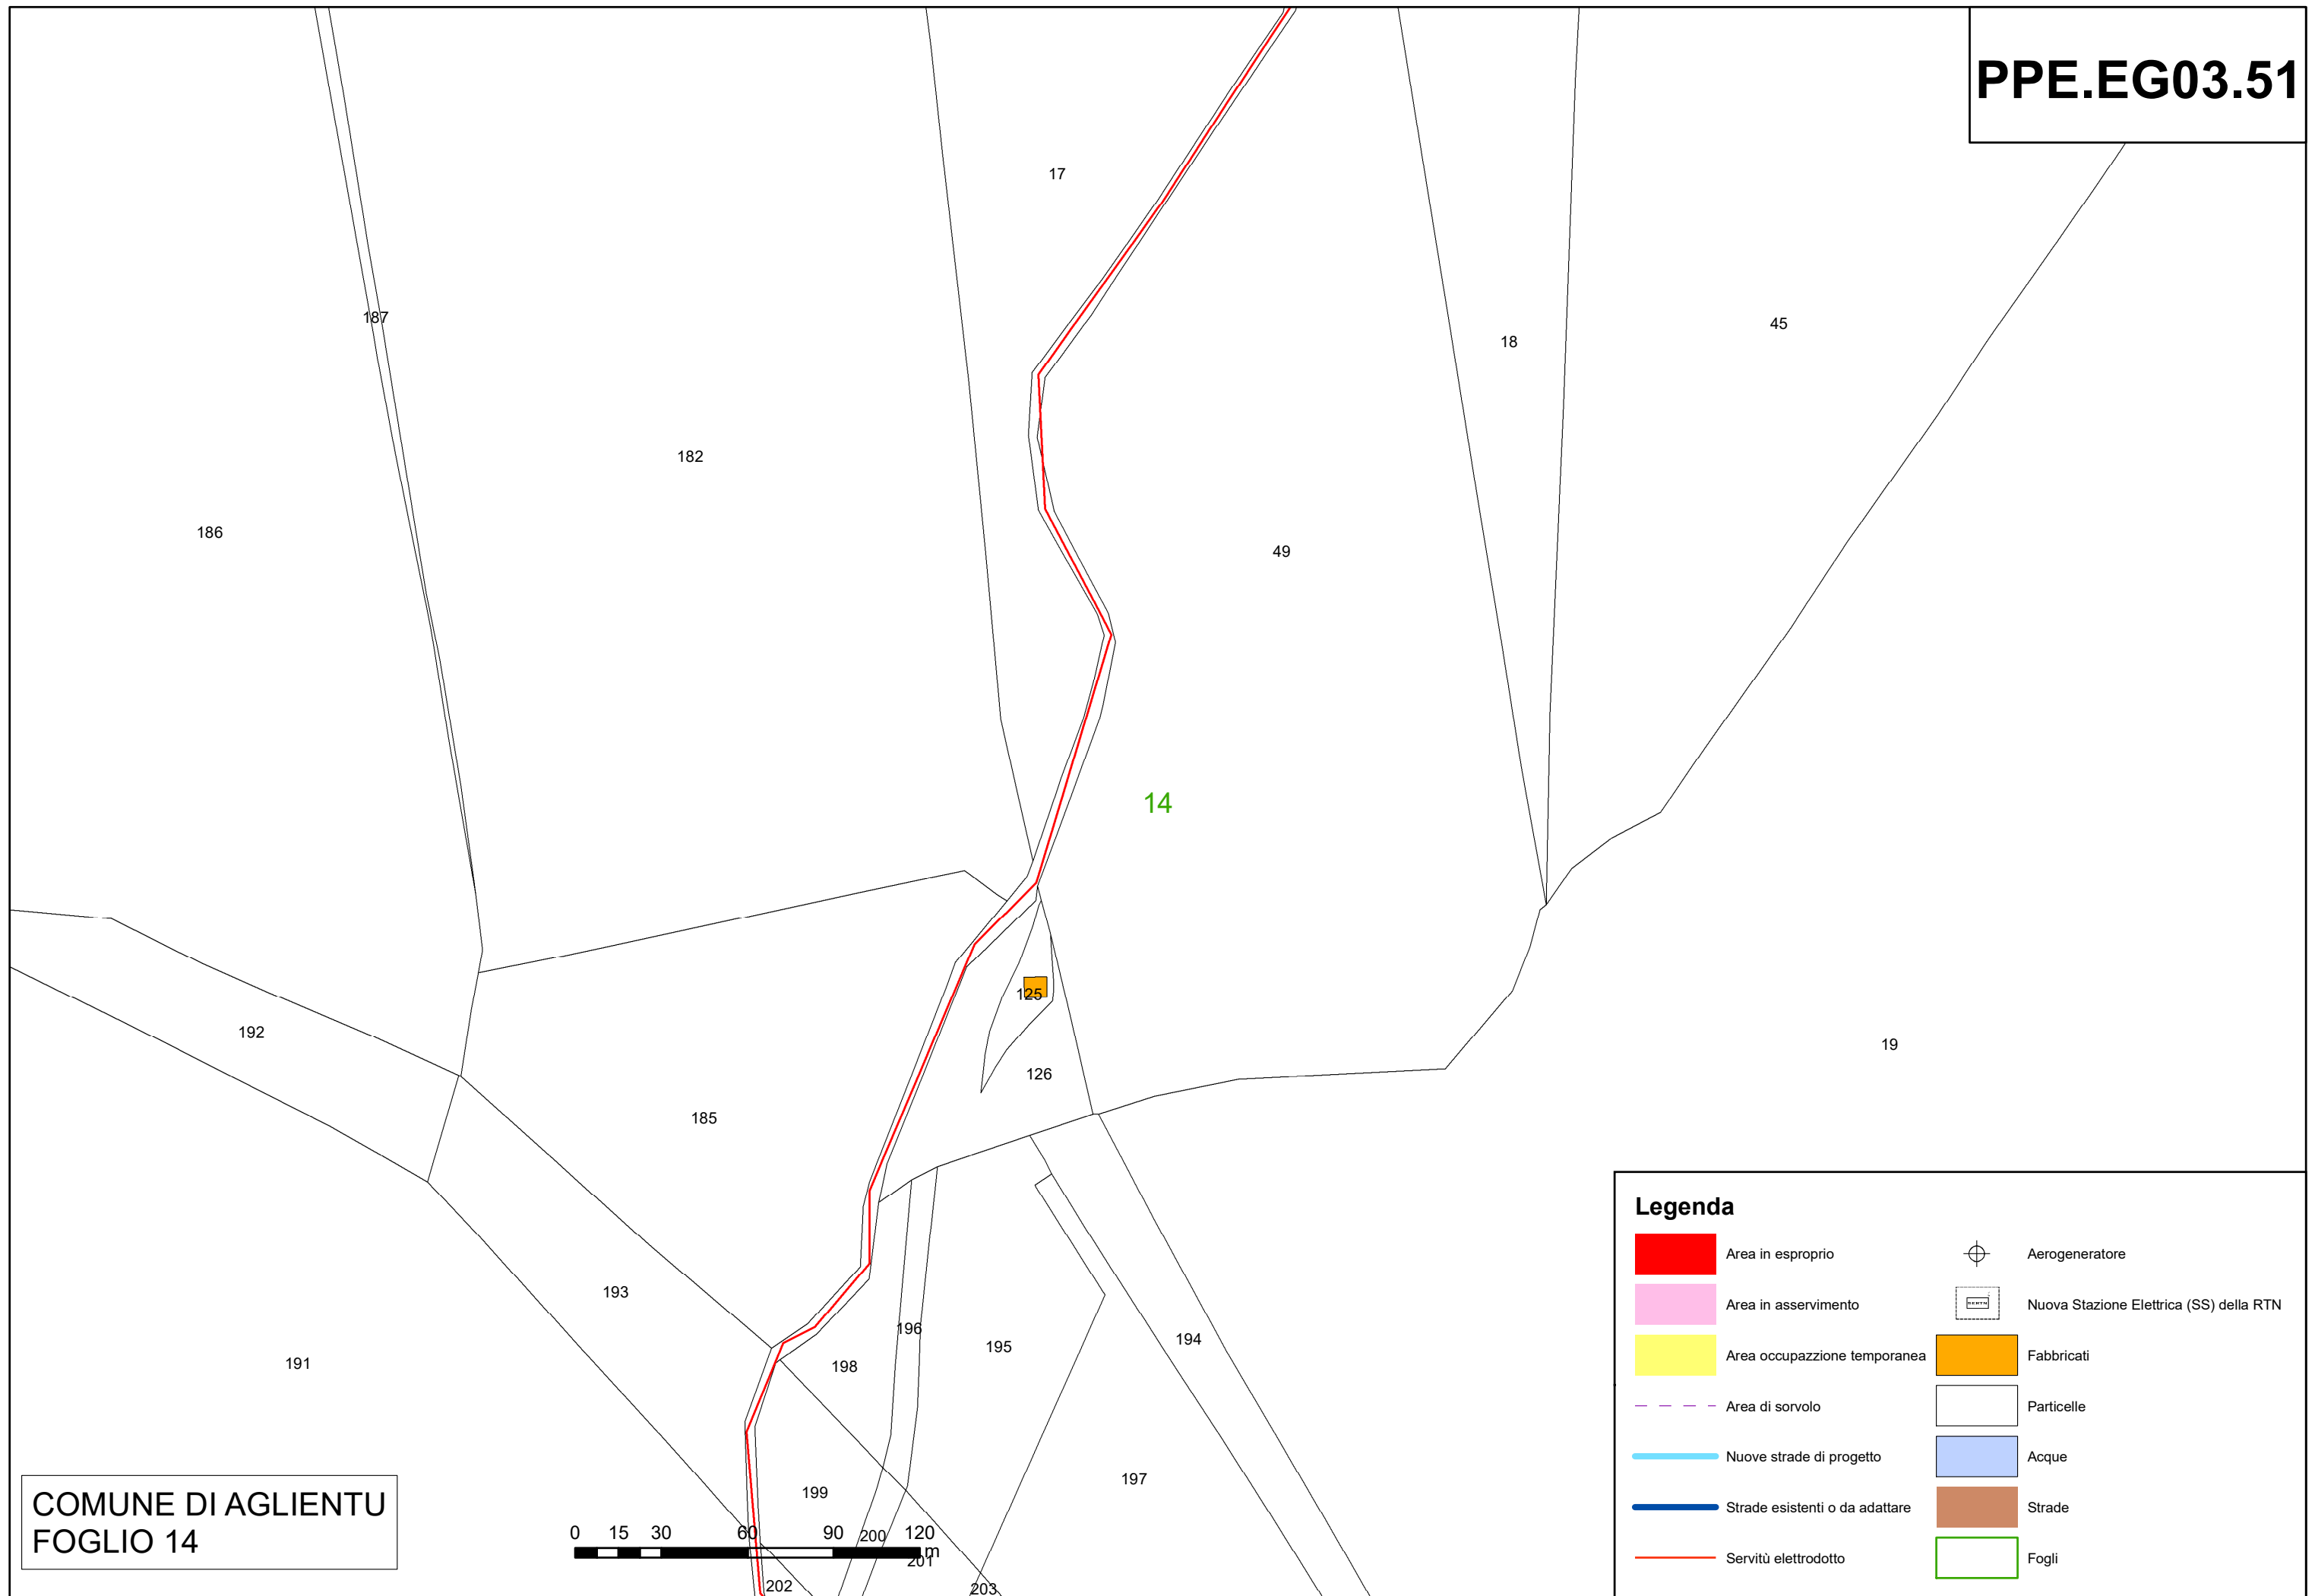 PPE.EG03.51
17
187
45
18
182
186
49
14
125
192
19
126
185
193
196
194
195
191
198
197
199
COMUNE DI AGLIENTU
FOGLIO 14
0 15 30 60 90 120
m
200
201
202
203
Legenda
Area in esproprio
Aerogeneratore
Area in asservimento
Nuova Stazione Elettrica (SS) della RTN
Area occupazzione temporanea
Fabbricati
Area di sorvolo
Particelle
Nuove strade di progetto
Acque
Strade esistenti o da adattare
Strade
Servitù elettrodotto
Fogli